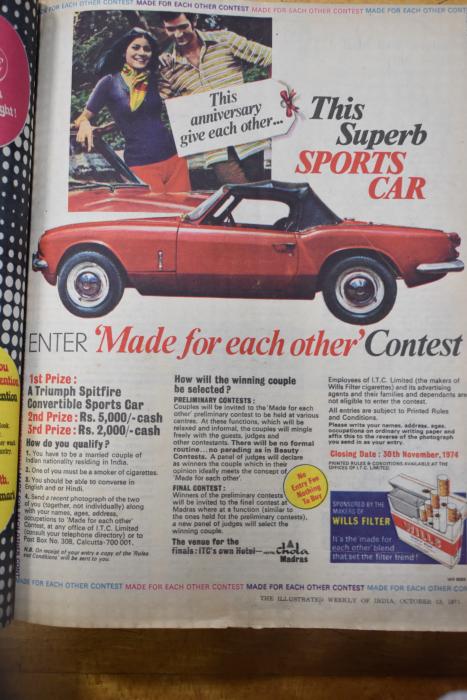 MADE FOR EACH OTHER CONTEST MADE FOR EACH OTHER CONTEST MADE FOR EACH OTHER CONTEST
This
anniversary
give each other...
This
Superb
SPORTS
CAR
ENTER 'Made for each other' Contest
1st Prize :
A Triumph Spitfire
Convertible Sports Car
2nd Prize : Rs. 5,000/- cash
3rd Prize : Rs. 2,000/- cash
How do you qualify?
1. You have to be a married couple of
Indian nationality residing in India.
2. One of you must be a smoker of cigarettes.
3. You should be able to converse in
English and or Hindi.
4. Send a recent photograph of the two
of you (together, not individually) along
with your names, ages, address,
occupations to 'Made for each other'
Contest, at any office of I.T.C. Limited
(consult your telephone directory) or to
Post Box No. 308, Calcutta-700 001.
N.B. On receipt of your entry a copy of the 'Rules
and Conditions' will be sent to you.
How will the winning couple
be selected?
PRELIMINARY CONTESTS :
Couples will be invited to the 'Made for each
other' preliminary contest to be held at various
centres. At these functions, which will be
relaxed and informal, the couples will mingle
freely with the guests, judges and
other contestants. There will be no formal
routine... no parading as in Beauty
Contests. A panel of judges will declare
as winners the couple which in their
opinion ideally meets the concept of
'Made for each other'.
FINAL CONTEST :
Winners of the preliminary contests
will be invited to the final contest at
Madras where at a function (similar to
the ones held for the preliminary contests),
a new panel of judges will select the
winning couple.
The venue for the
finals: ITC's own Hotel—
Chola
Madras
No
Entry Fee
Nothing
To Buy
Employees of I.T.C. Limited (the makers of
Wills Filter cigarettes) and its advertising
agents and their families and dependants are
not eligible to enter the contest.
All entries are subject to Printed Rules
and Conditions.
Please write your names, address, ages,
occupations on ordinary writing paper and
affix this to the reverse of the photograph
you send in as your entry.
Closing Date : 30th November, 1974
PRINTED RULES & CONDITIONS AVAILABLE AT THE
OFFICES OF I.T.C. LIMITED.
SPONSORED BY THE
MAKERS OF
WILLS FILTER
It's the 'made for
each other' blend
that set the filter trend!
WILLS
MADE FOR EACH OTHER CONTEST MADE FOR EACH OTHER CONTEST MADE FOR EACH OTHER CONTEST
THE ILLUSTRATED WEEKLY OF INDIA, OCTOBER 13, 197